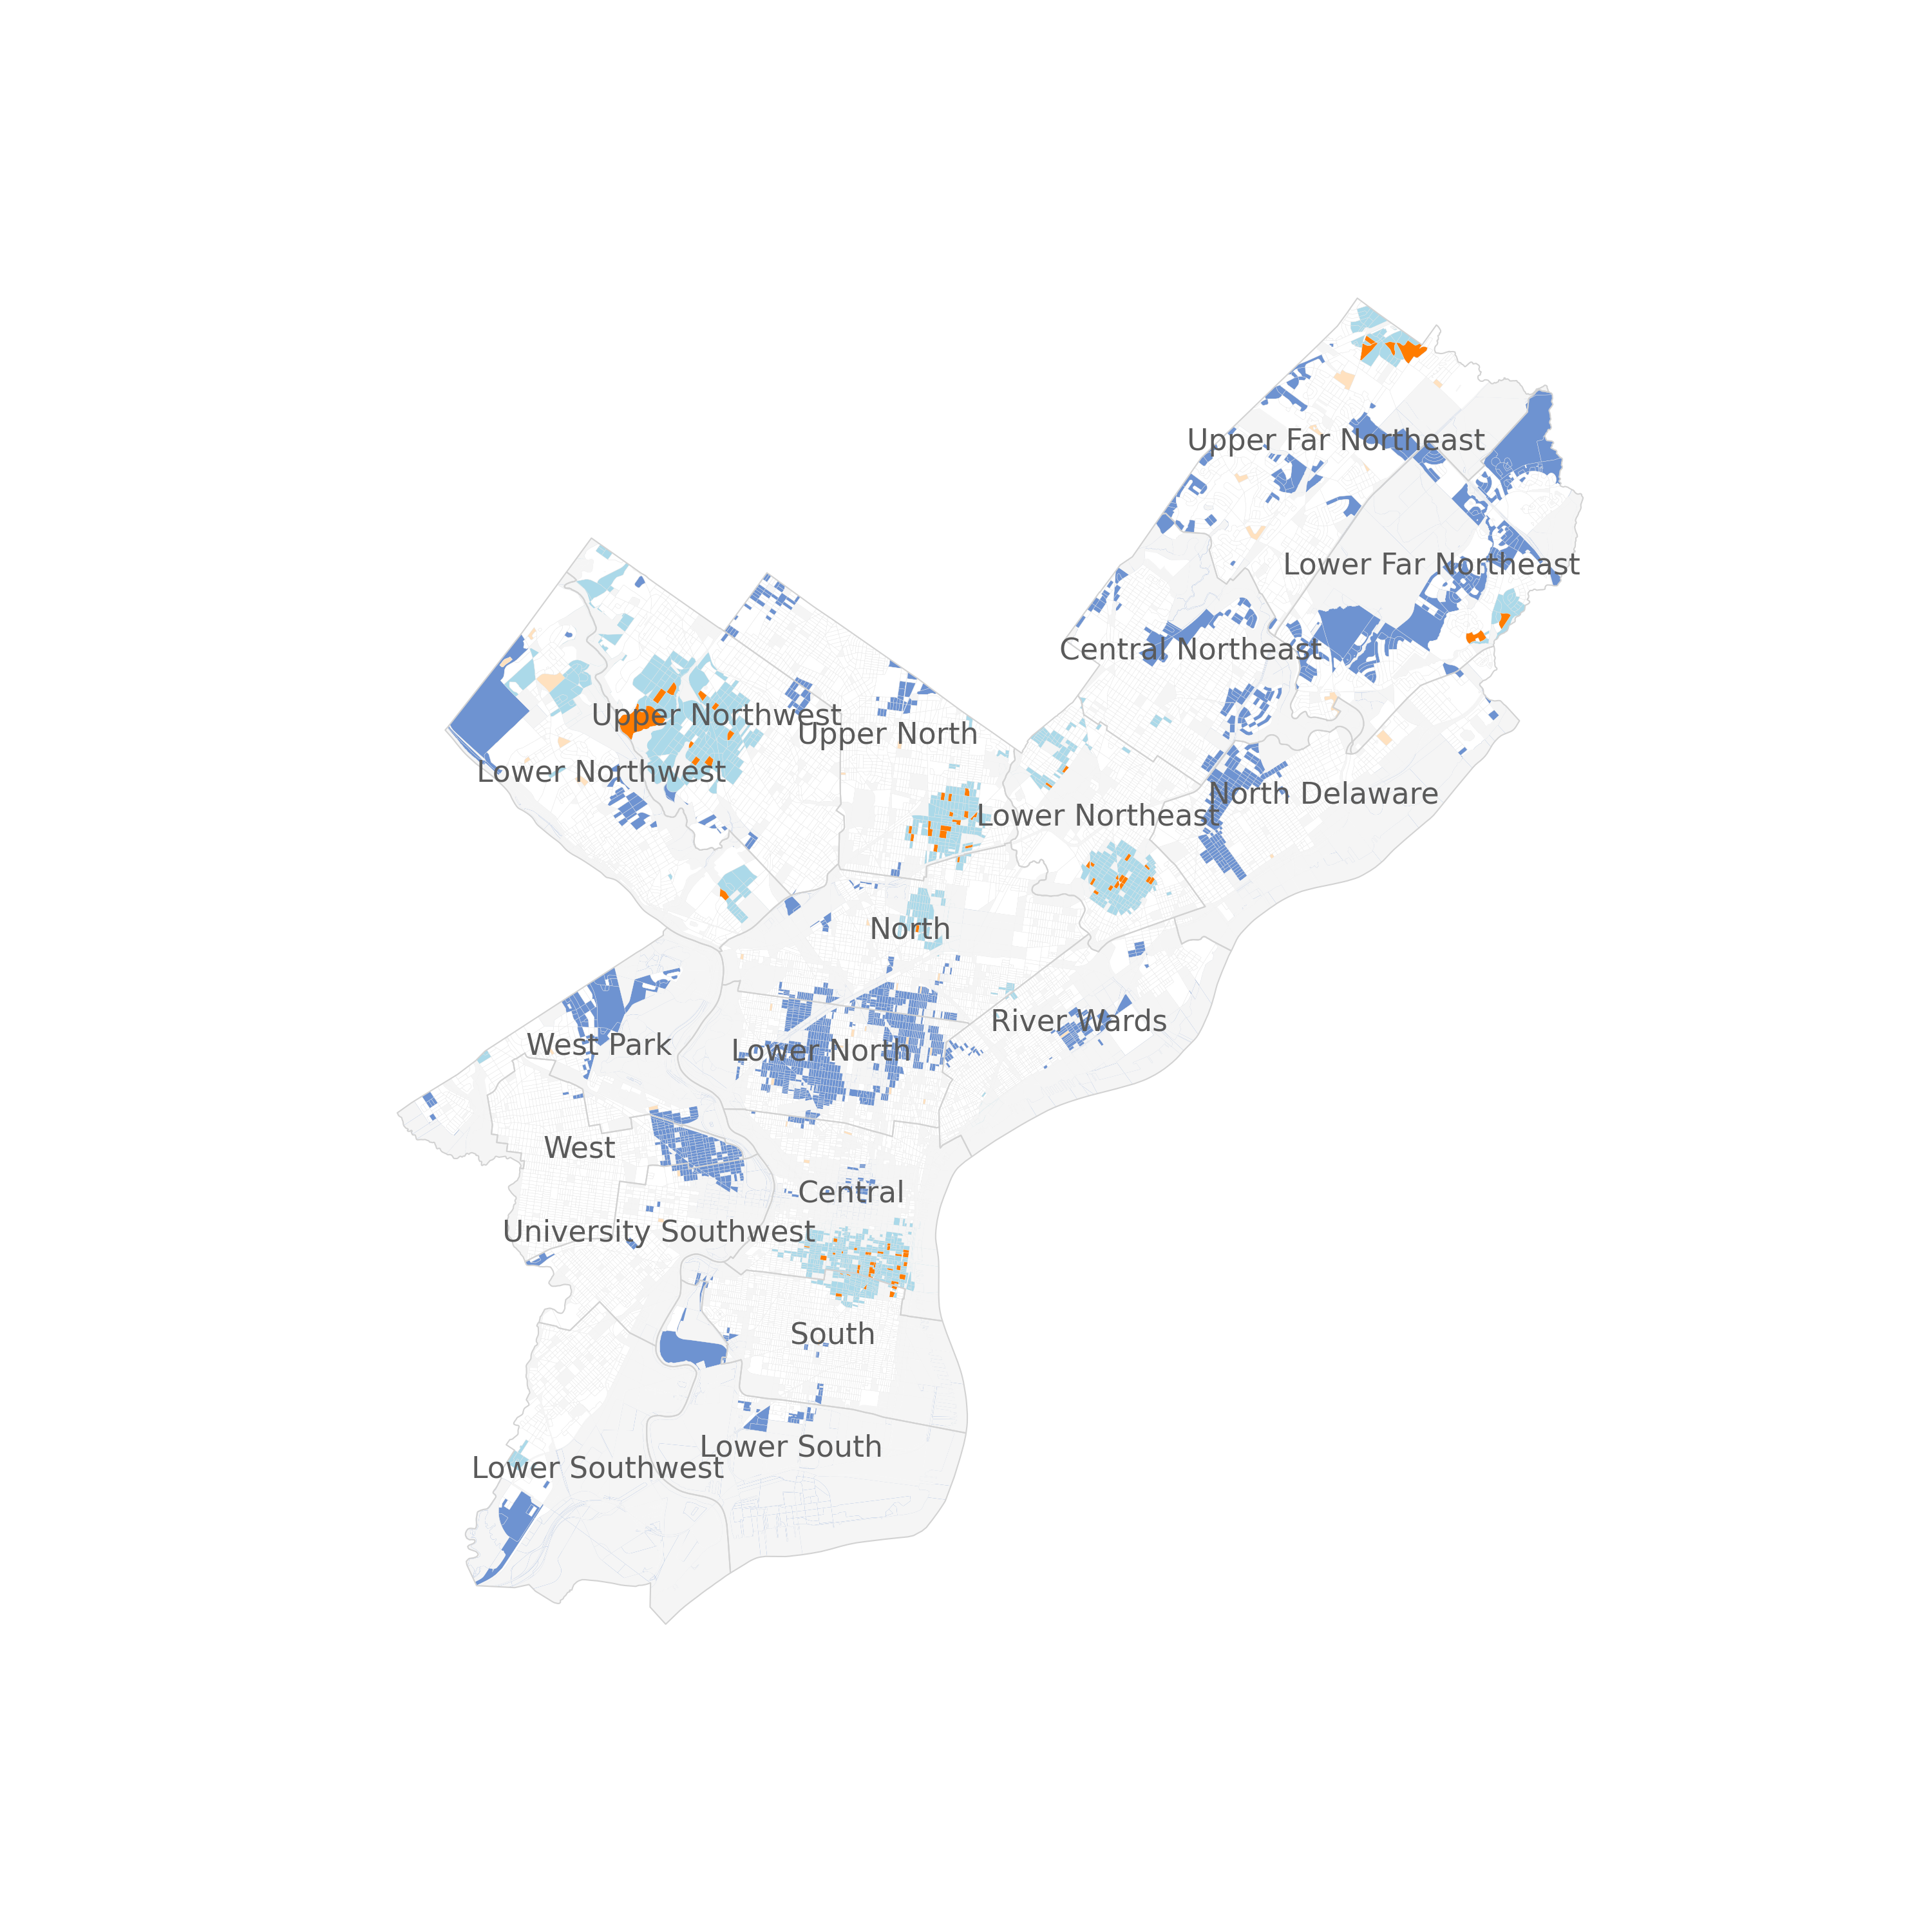 Upper Far Northeast
Lower Far Northeast
Central Northeast
Upper Northwest
Upper North
Lower Northwest
North Delaware
Lower Northeast
North
River Wards
West Park
Lower North
West
Central
University Southwest
South
Lower South
Lower Southwest